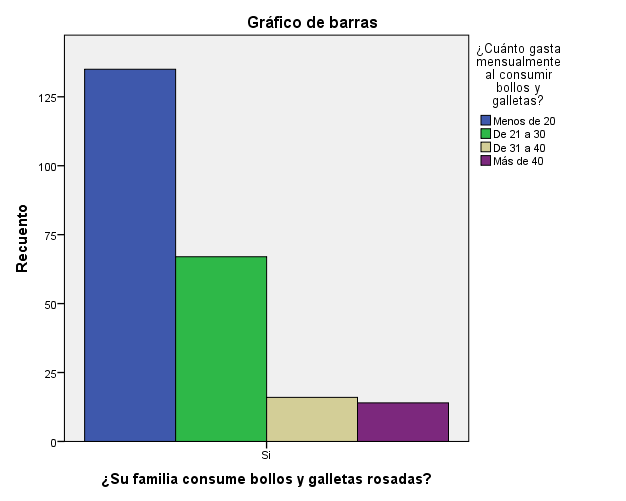 Gráfico de barras
¿Cuánto gasta
mensualmente
al consumir
bollos y
galletas?
Menos de 20
De 21 a 30
De 31 a 40
Más de 40
Recuento
125
100
75
50
25
0
Si
¿Su familia consume bollos y galletas rosadas?